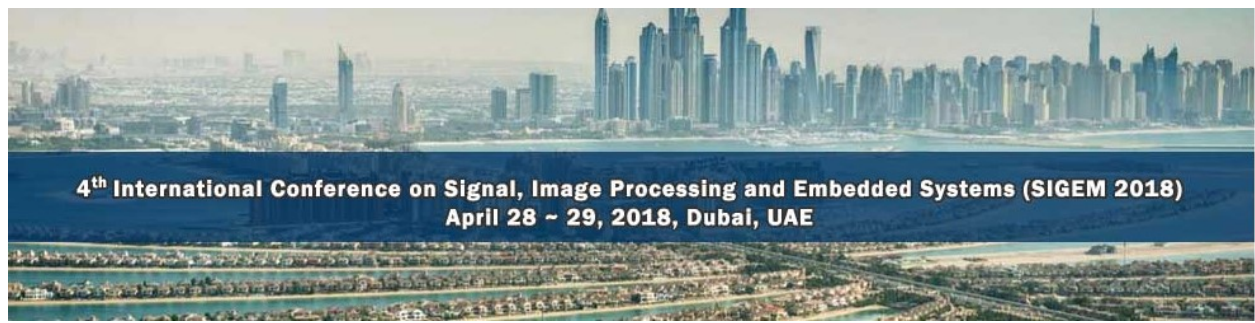 4th International Conference on Signal, Image Processing and Embedded Systems (SIGEM 2018)
April 28 ~ 29, 2018, Dubai, UAE